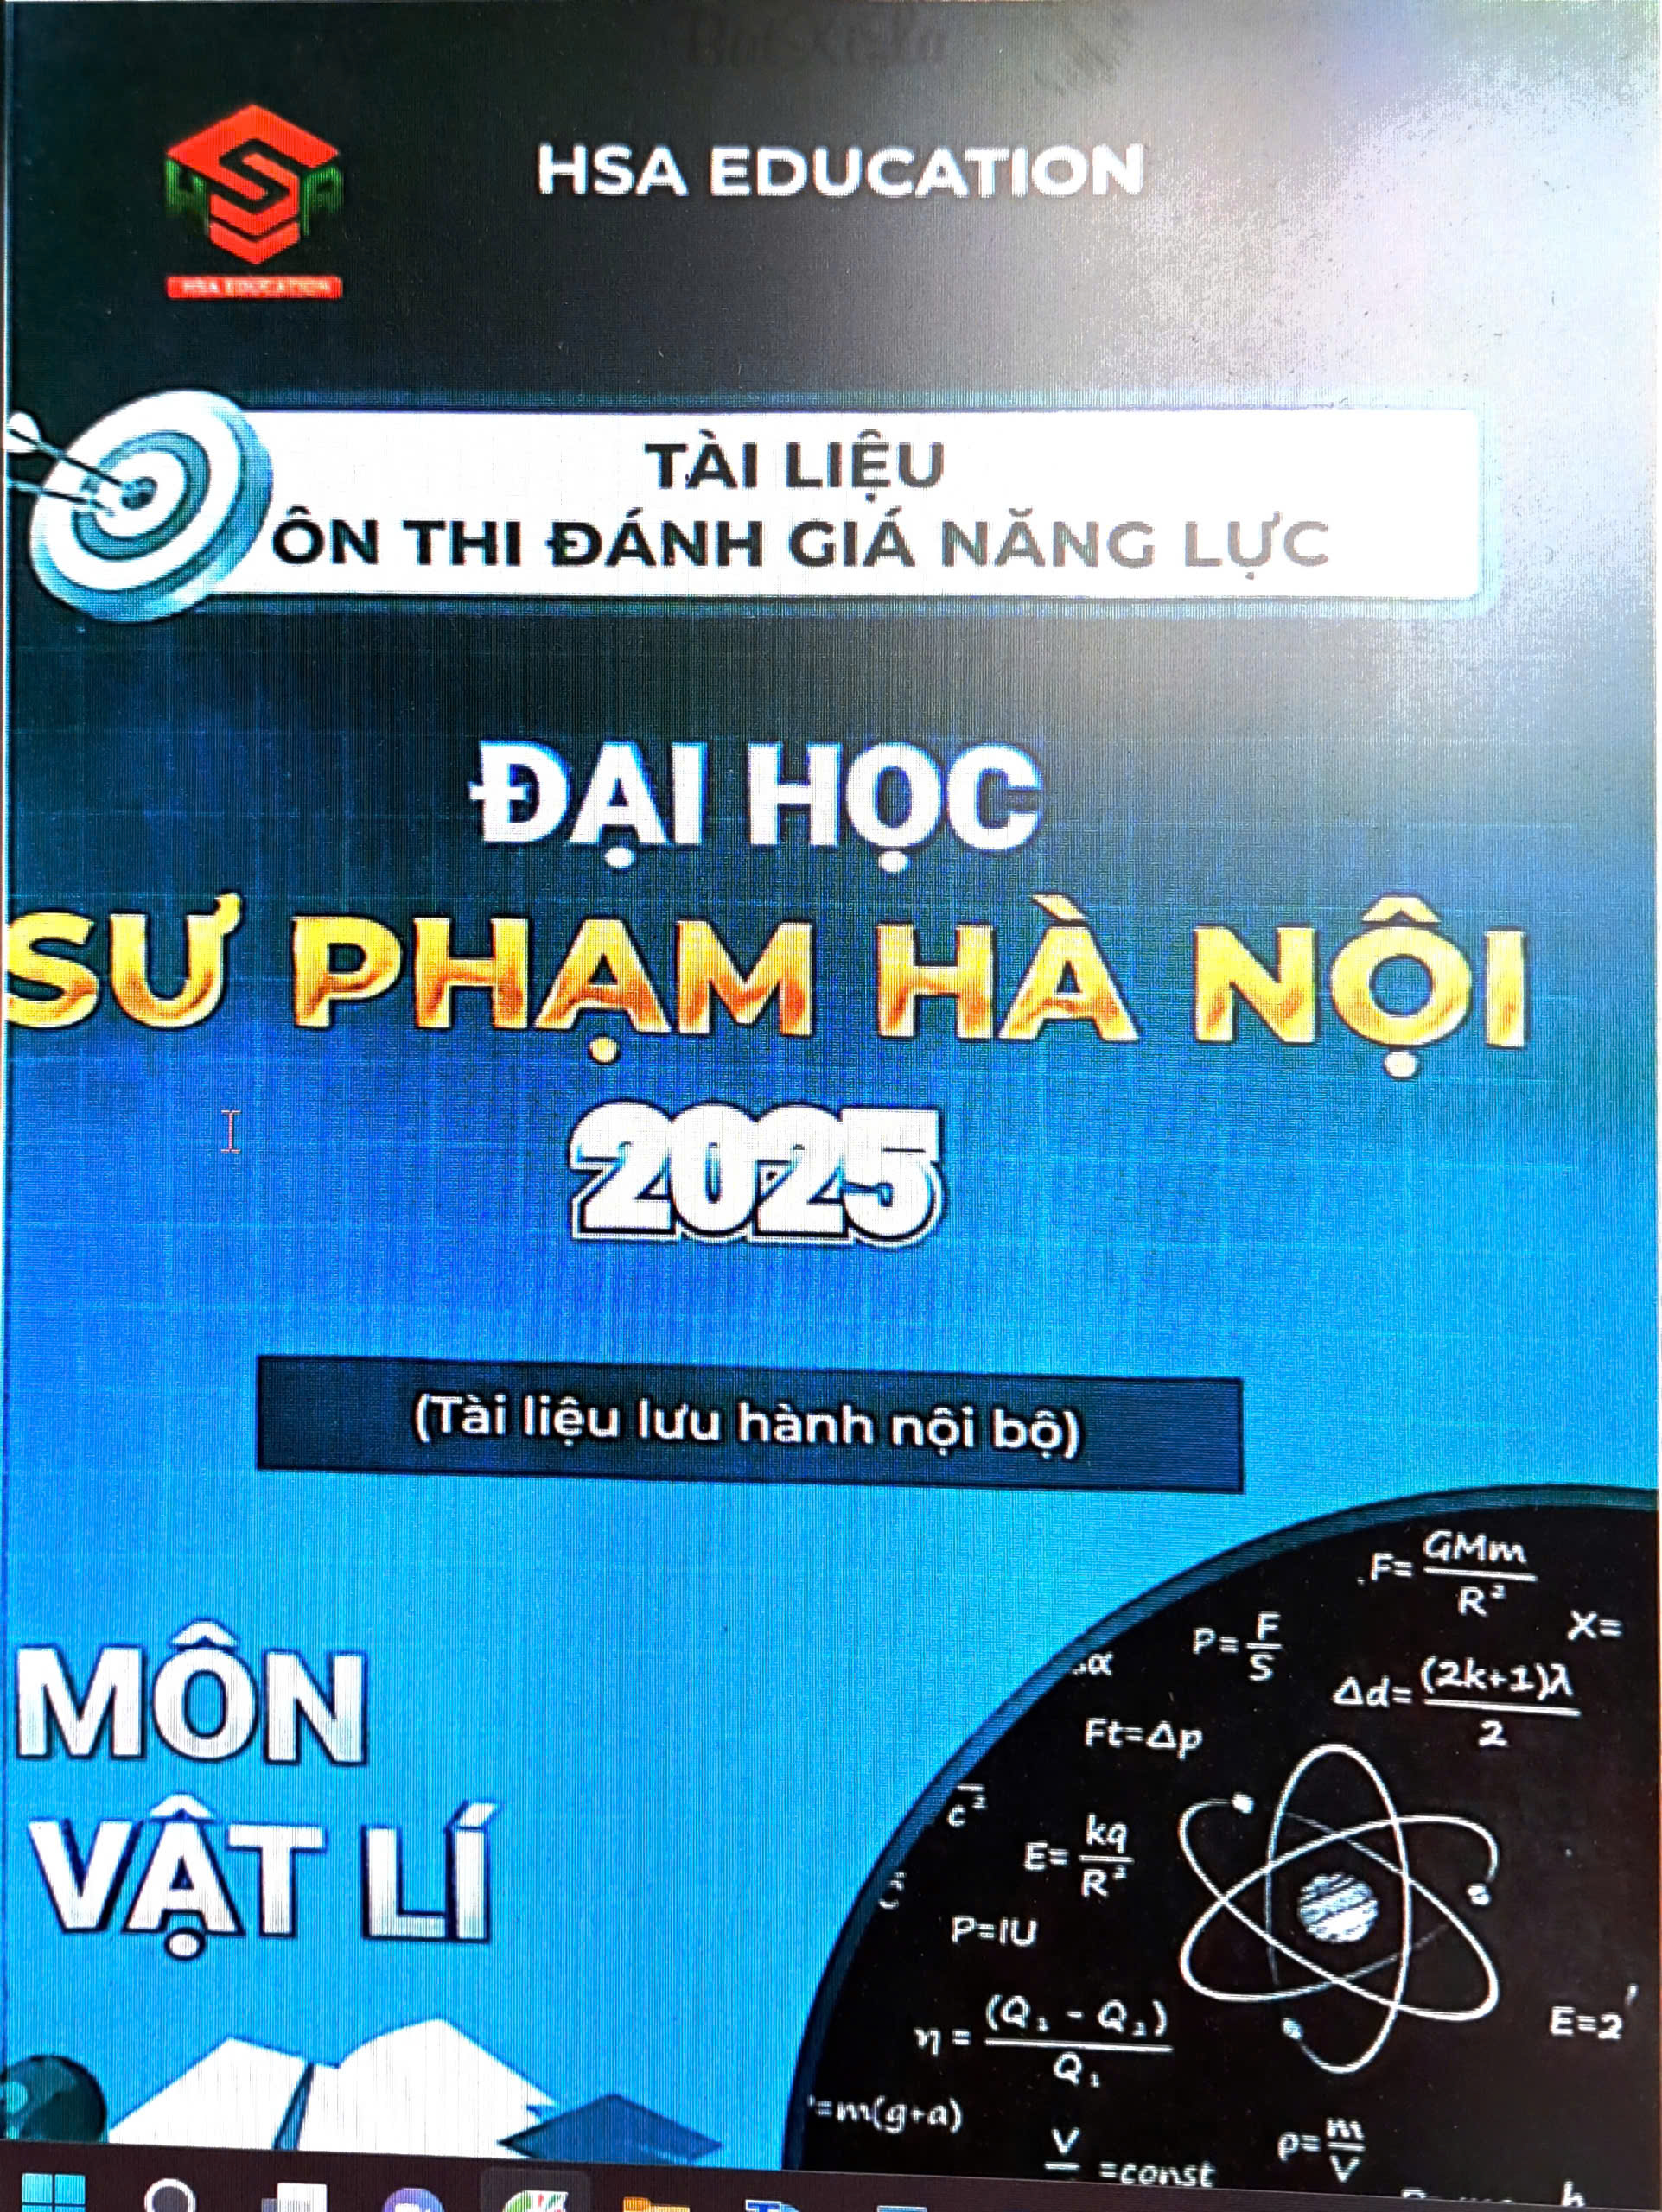 HSA EDUCATION
HSA EDUCATION
TÀI LIỆU
ÔN THI ĐÁNH GIÁ NĂNG LỰC
ĐẠI HỌC
SƯ PHẠM HÀ NỘI
2025
(Tài liệu lưu hành nội bộ)
MÔN
VẬT LÍ
F= GMm
R²
X=
P= F
S
α
Δd= (2k+1)λ
2
Ft=Δp
E= kq
R²
P=IU
E=2
η = (Q₁ - Q₂)
Q₁
=m(g+a)
V
=const
ρ= m
V